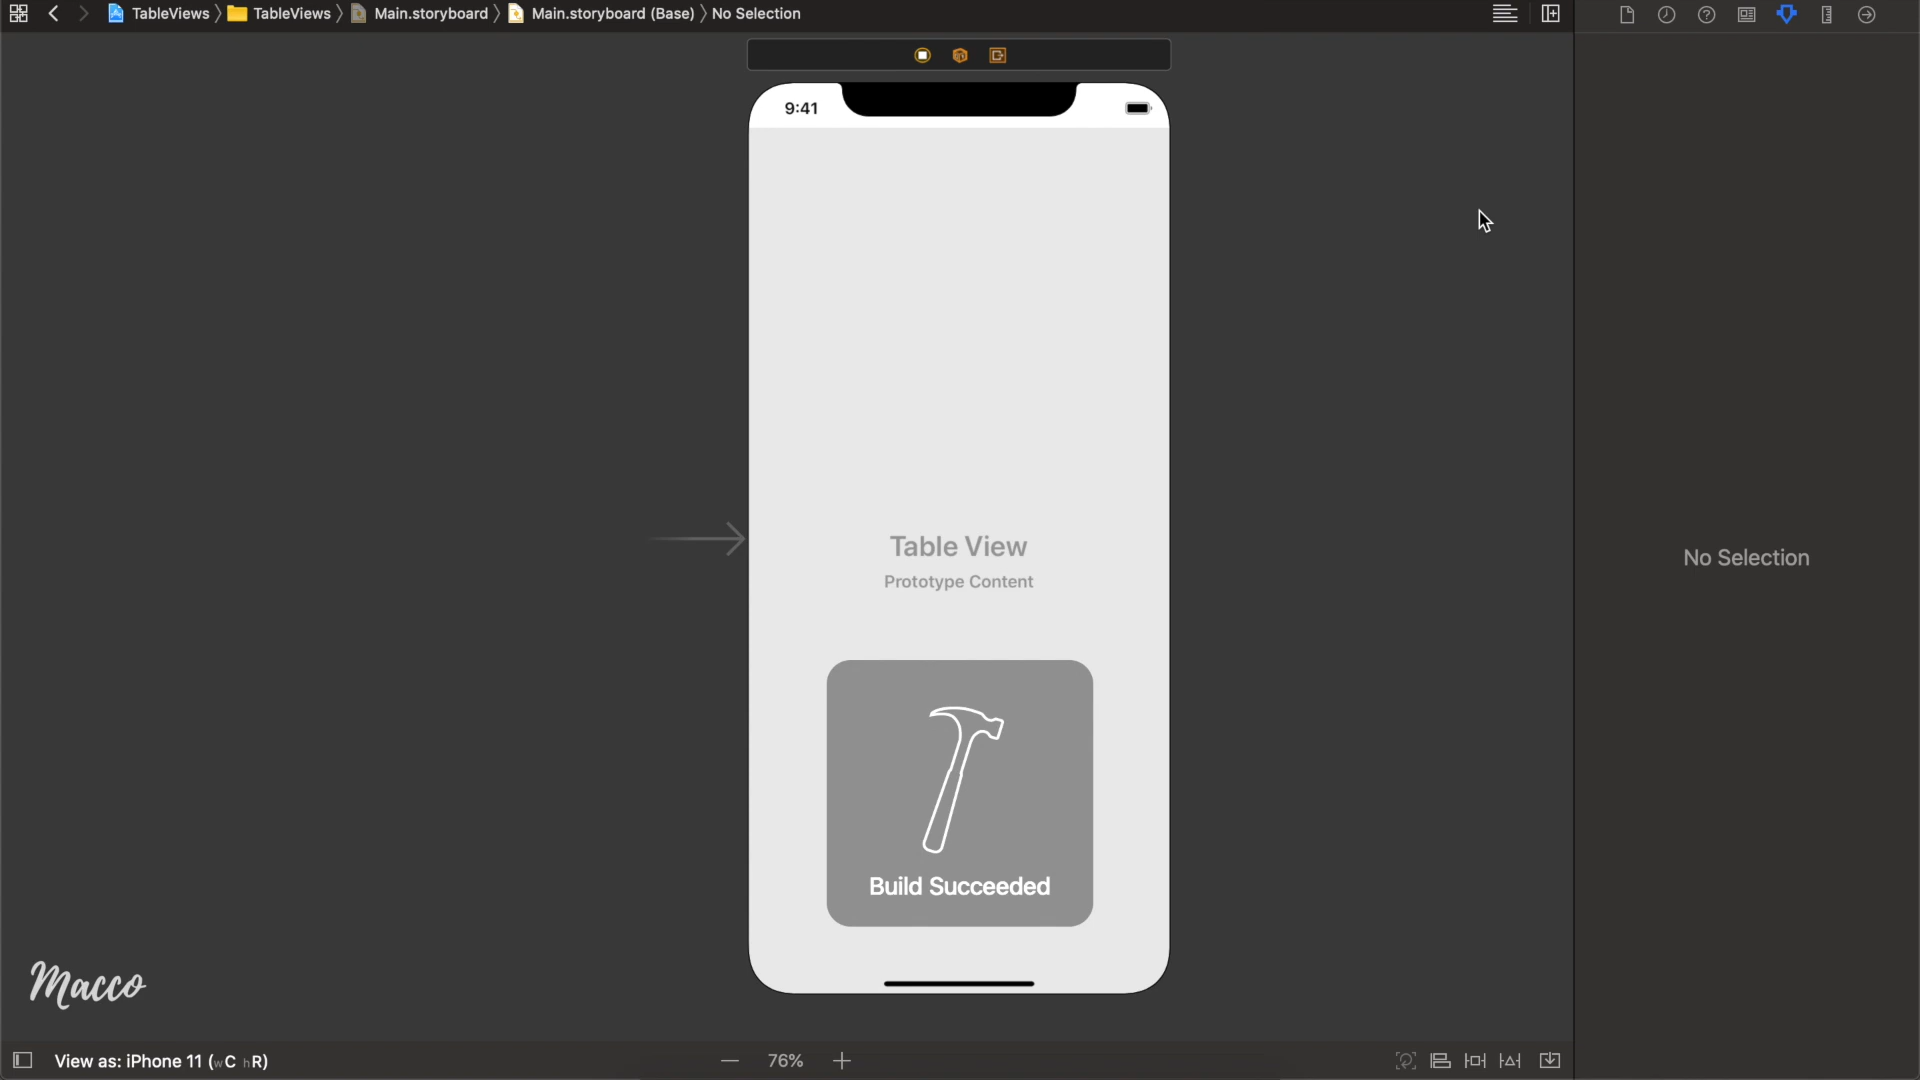 TableViews
TableViews
Main.storyboard
Main.storyboard (Base)
No Selection
9:41
Table View
Prototype Content
No Selection
Build Succeeded
Macco
View as: iPhone 11 (wC hR)
76%